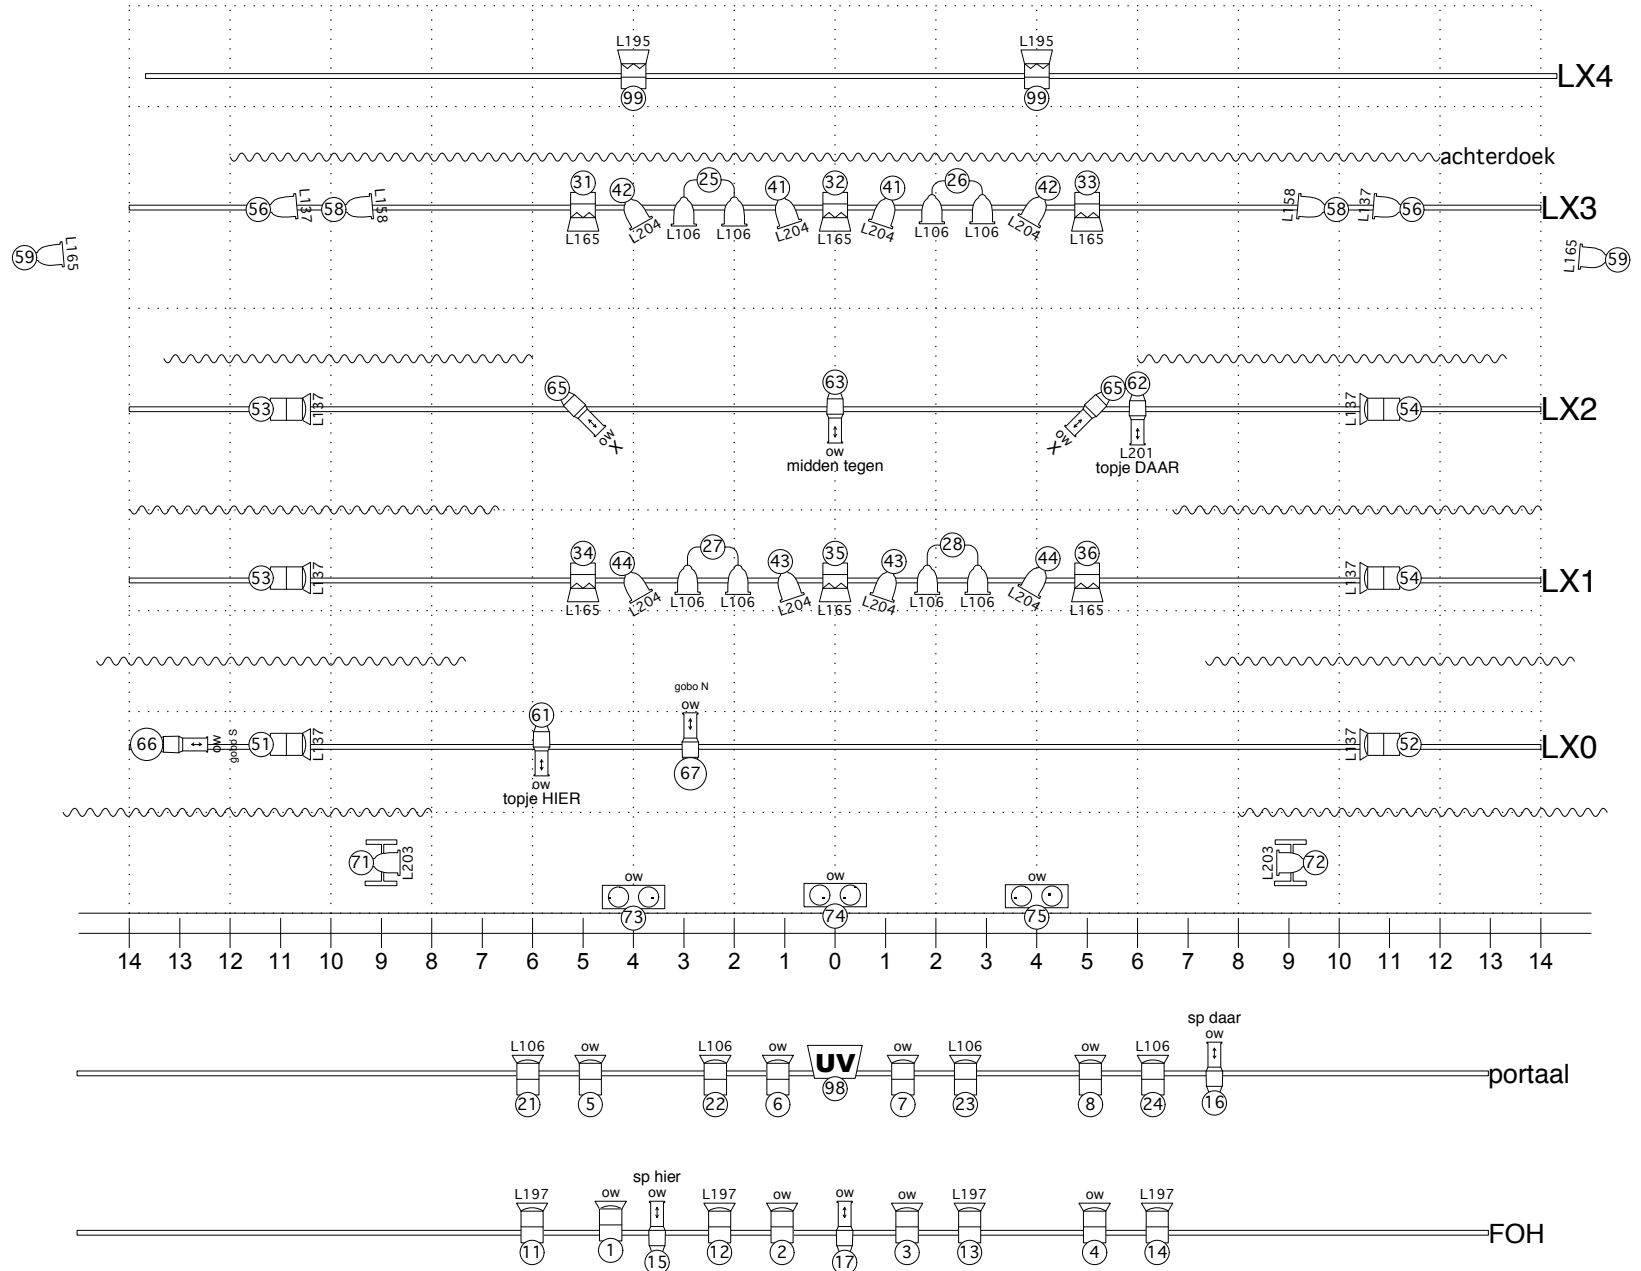 L195 L195
LX4
99 99
achterdoek
31 42 25 41 32 41 26 42 33
56 L137 58 L158 L158 58 L137 56 LX3
L165 L204 L106 L106 L204 L165 L204 L106 L106 L204 L165
59 L165 L165 59
65 63 65 62
53 L137 L137 54 LX2
ow X ow ow X L201
midden tegen topje DAAR
34 44 27 43 35 43 28 44 36
53 L137 L137 54 LX1
L165 L204 L106 L106 L204 L165 L204 L106 L106 L204 L165
gobo N
61 ow
66 ow gobo S 51 L137 L137 52 LX0
67
ow
topje HIER
71 L203 L203 72
ow ow ow
73 74 75
14 13 12 11 10 9 8 7 6 5 4 3 2 1 0 1 2 3 4 5 6 7 8 9 10 11 12 13 14
sp daar
L106 ow L106 ow ow L106 ow L106 ow
UV portaal
21 5 22 6 98 7 23 8 24 16
sp hier
L197 ow ow L197 ow ow ow L197 ow L197
FOH
11 1 15 12 2 17 3 13 4 14